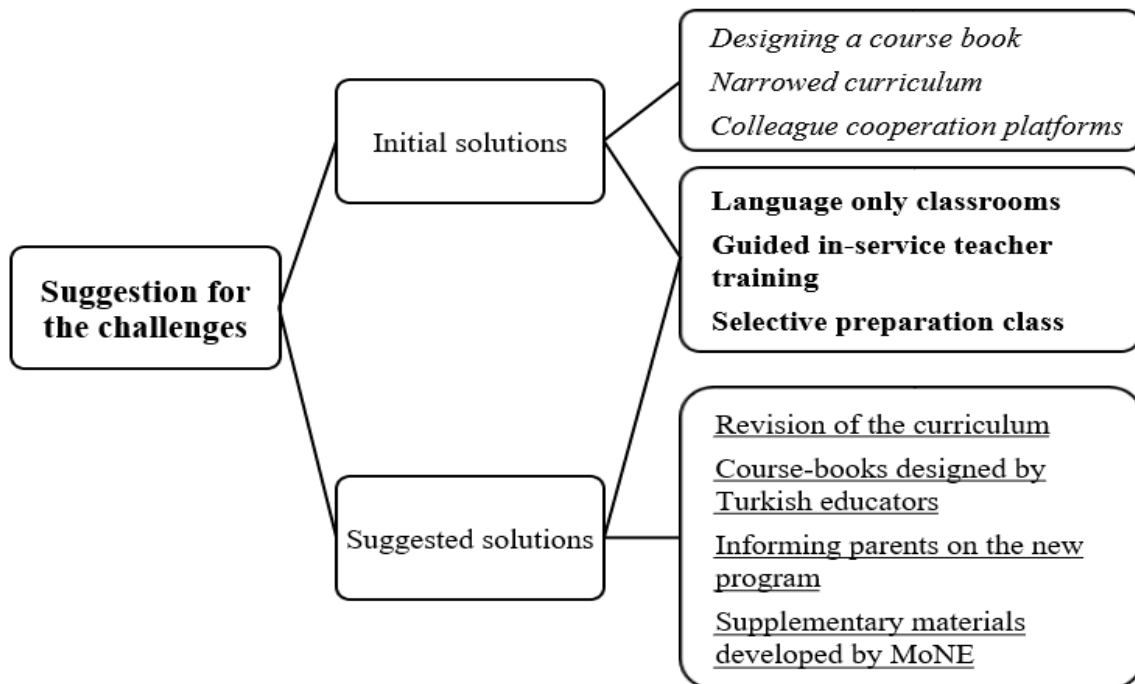 Suggestion for
the challenges
Initial solutions
Suggested solutions
Designing a course book
Narrowed curriculum
Colleague cooperation platforms
Language only classrooms
Guided in-service teacher
training
Selective preparation class
Revision of the curriculum
Course-books designed by
Turkish educators
Informing parents on the new
program
Supplementary materials
developed by MoNE